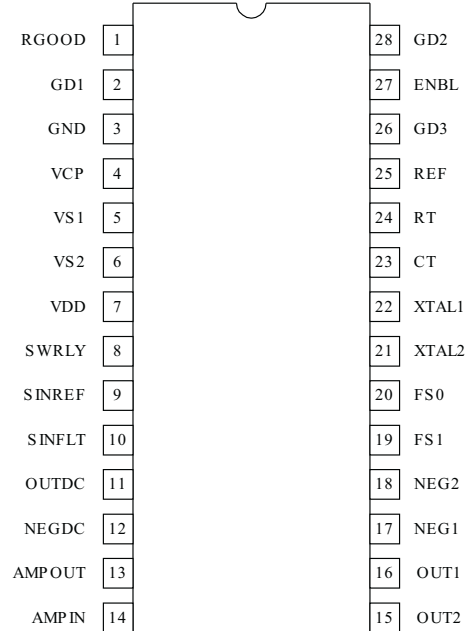 RGOOD 1 28 GD2
GD1 2 27 ENBL
GND 3 26 GD3
VCP 4 25 REF
VS1 5 24 RT
VS2 6 23 CT
VDD 7 22 XTAL1
SWRLY 8 21 XTAL2
SINREF 9 20 FS0
SINFLT 10 19 FS1
OUTDC 11 18 NEG2
NEGDC 12 17 NEG1
AMPOUT 13 16 OUT1
AMPIN 14 15 OUT2